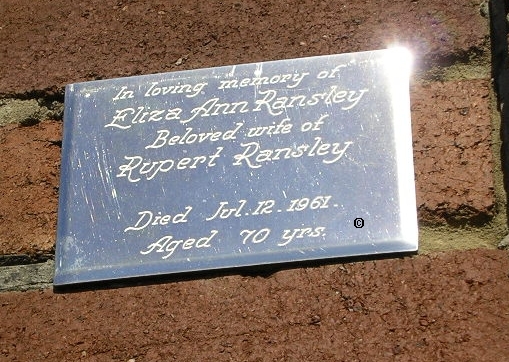 In loving memory of
Eliza Ann Ransley
Beloved wife of
Rupert Ransley
Died Jul. 12. 1961.
Aged 70 yrs.
©